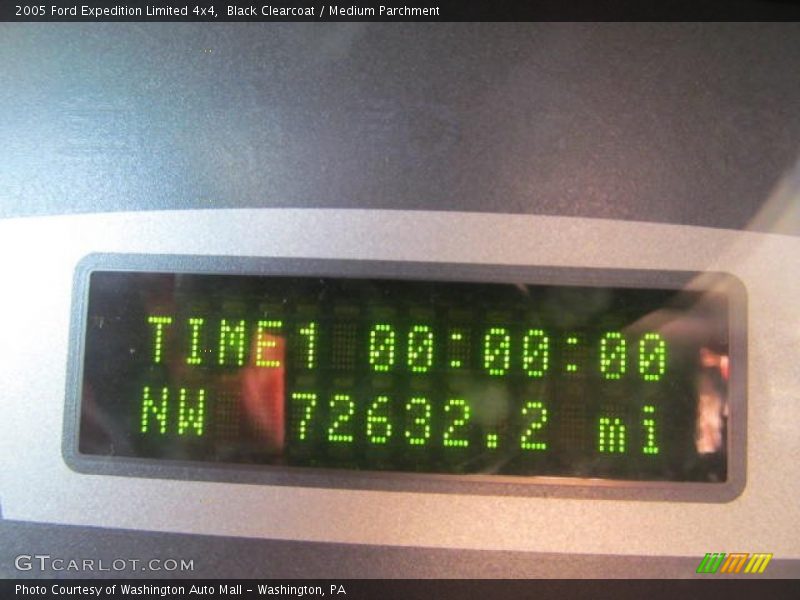 2005 Ford Expedition Limited 4x4,  Black Clearcoat / Medium Parchment
TIME1 00:00:00
NW 72632.2 mi
GTCARLOT.COM
Photo Courtesy of Washington Auto Mall - Washington, PA